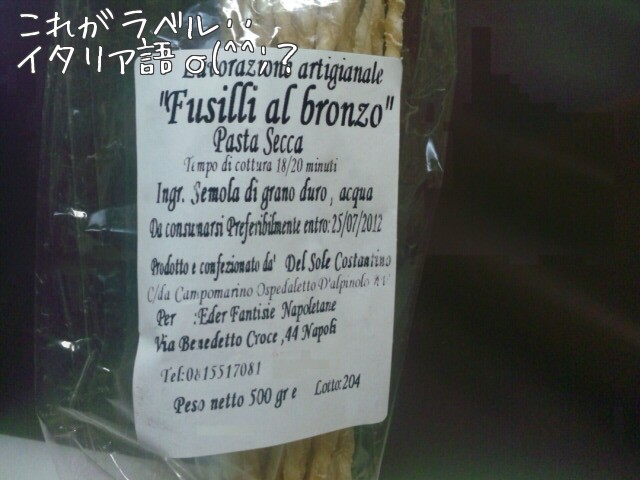 これがラベル‥
イタリア語σ(^^;?
Lavorazione artigianale
"Fusilli al bronzo"
Pasta Secca
Tempo di cottura 18/20 minuti
Ingr. Semola di grano duro , acqua
Da consumarsi Preferibilmente entro: 25/07/2012
Prodotto e confezionato da' Del Sole Costantino
C/da Campomarino Ospedaletto D'alpinolo AV
Per :Eder Fantisie Napoletane
Via Benedetto Croce ,44 Napoli
Tel:0815517081
Peso netto 500 gr e Lotto:204